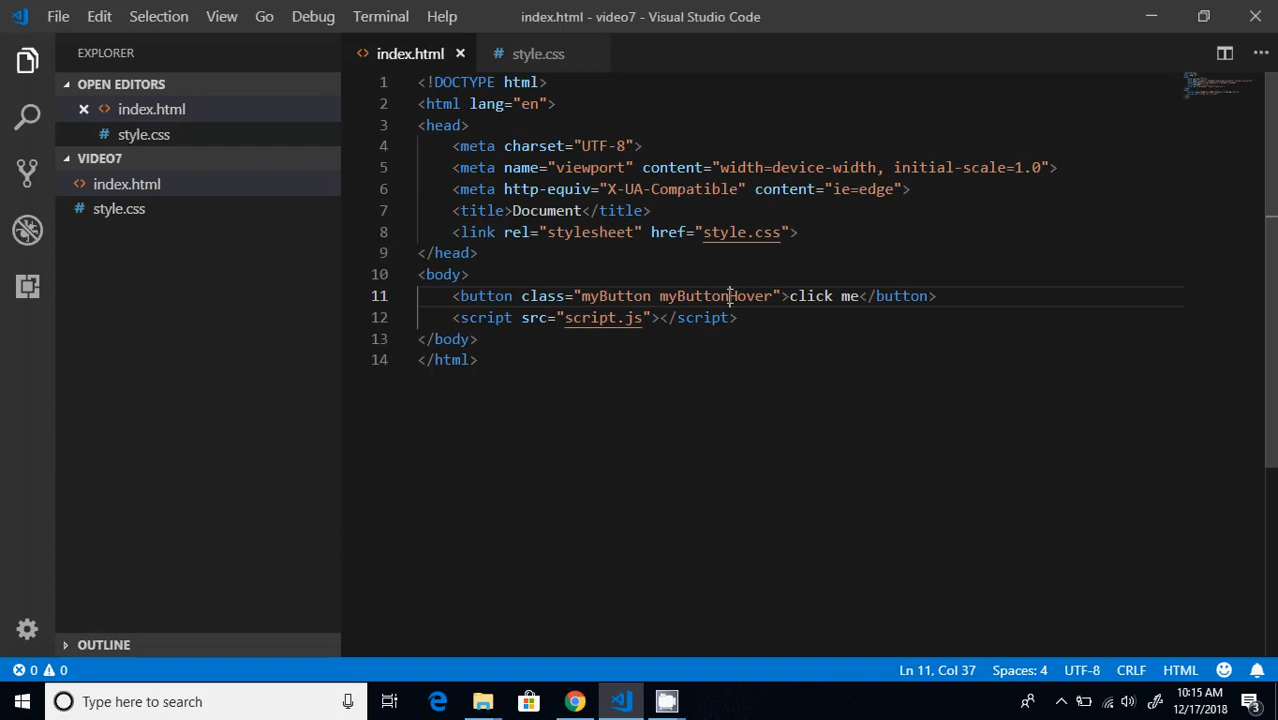 File Edit Selection View Go Debug Terminal Help index.html - video7 - Visual Studio Code
EXPLORER
OPEN EDITORS
index.html
style.css
VIDEO7
index.html
style.css
OUTLINE
index.html style.css
1 <!DOCTYPE html>
2 <html lang="en">
3 <head>
4 <meta charset="UTF-8">
5 <meta name="viewport" content="width=device-width, initial-scale=1.0">
6 <meta http-equiv="X-UA-Compatible" content="ie=edge">
7 <title>Document</title>
8 <link rel="stylesheet" href="style.css">
9 </head>
10 <body>
11 <button class="myButton myButtonHover">click me</button>
12 <script src="script.js"></script>
13 </body>
14 </html>
0 0 Ln 11, Col 37 Spaces: 4 UTF-8 CRLF HTML
Type here to search
10:15 AM
12/17/2018
3